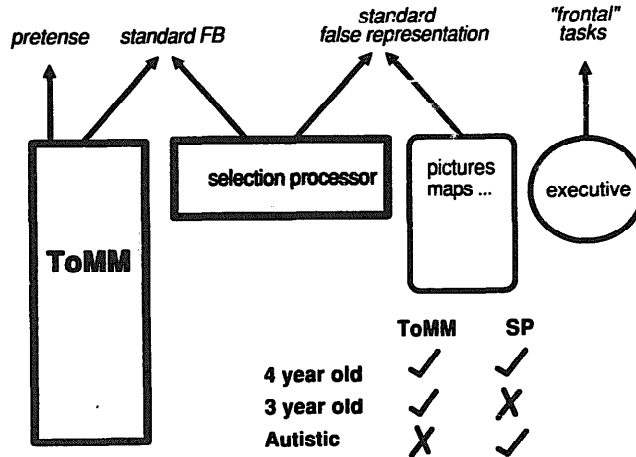 pretense
standard FB
standard
false representation
"frontal"
tasks
ToMM
selection processor
pictures
maps ...
executive
ToMM SP
4 year old ✓ ✓
3 year old ✓ X
Autistic X ✓